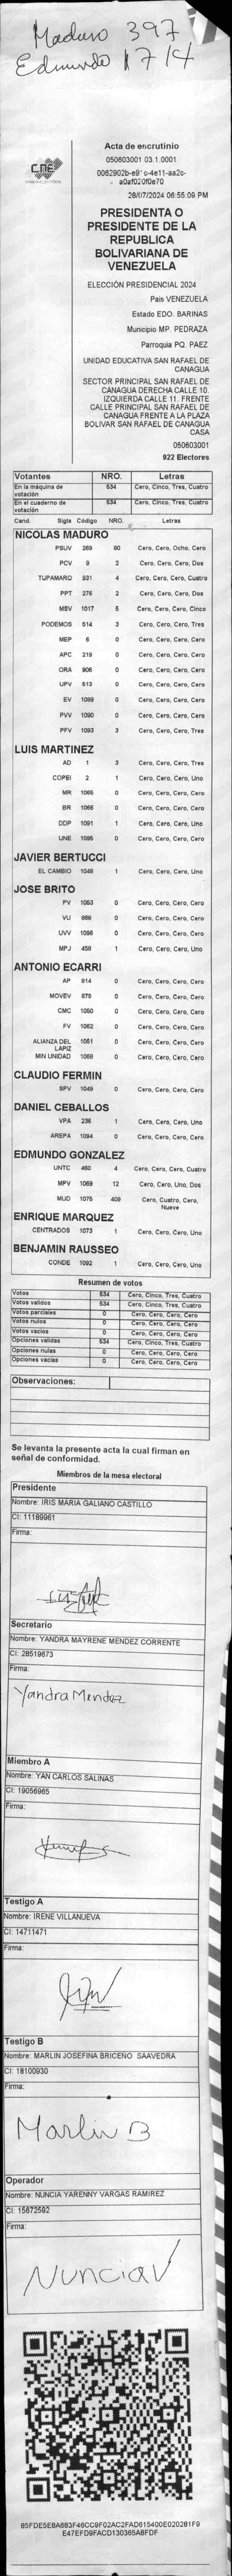 Maduro 397
Edmundo 1714
CNE
Acta de escrutinio
050603001 03.1.0001
28/07/2024 06:55:09 PM
PRESIDENTA O
PRESIDENTE DE LA
REPUBLICA
BOLIVARIANA DE
VENEZUELA
ELECCIÓN PRESIDENCIAL 2024
Pais VENEZUELA
Estado EDO. BARINAS
Municipio MP. PEDRAZA
Parroquia PQ. PAEZ
UNIDAD EDUCATIVA SAN RAFAEL DE
CANAGUA
SECTOR PRINCIPAL SAN RAFAEL DE
CANAGUA DERECHA CALLE 10.
IZQUIERDA CALLE 11. FRENTE
CALLE PRINCIPAL SAN RAFAEL DE
CANAGUA FRENTE A LA PLAZA
BOLIVAR SAN RAFAEL DE CANAGUA
CASA
050603001
922 Electores
Votantes NRO. Letras
En la máquina de votación 534 Cero, Cinco, Tres, Cuatro
En el cuaderno de votación 534 Cero, Cinco, Tres, Cuatro
Cand. Sigla Código NRO. Letras
NICOLAS MADURO
PSUV 269 80 Cero, Cero, Ocho, Cero
PCV 9 2 Cero, Cero, Cero, Dos
TUPAMARO 931 4 Cero, Cero, Cero, Cuatro
PPT 276 2 Cero, Cero, Cero, Dos
MSV 1017 5 Cero, Cero, Cero, Cinco
PODEMOS 514 3 Cero, Cero, Cero, Tres
MEP 6 0 Cero, Cero, Cero, Cero
APC 219 0 Cero, Cero, Cero, Cero
ORA 906 0 Cero, Cero, Cero, Cero
UPV 613 0 Cero, Cero, Cero, Cero
EV 1089 0 Cero, Cero, Cero, Cero
PVV 1090 0 Cero, Cero, Cero, Cero
PFV 1093 3 Cero, Cero, Cero, Tres
LUIS MARTINEZ
AD 1 3 Cero, Cero, Cero, Tres
COPEI 2 1 Cero, Cero, Cero, Uno
MR 1065 0 Cero, Cero, Cero, Cero
BR 1066 0 Cero, Cero, Cero, Cero
DDP 1091 1 Cero, Cero, Cero, Uno
UNE 1095 0 Cero, Cero, Cero, Cero
JAVIER BERTUCCI
EL CAMBIO 1048 1 Cero, Cero, Cero, Uno
JOSE BRITO
PV 1053 0 Cero, Cero, Cero, Cero
VU 988 0 Cero, Cero, Cero, Cero
UVV 1096 0 Cero, Cero, Cero, Cero
MPJ 458 1 Cero, Cero, Cero, Uno
ANTONIO ECARRI
AP 914 0 Cero, Cero, Cero, Cero
MOVEV 979 0 Cero, Cero, Cero, Cero
CMC 1050 0 Cero, Cero, Cero, Cero
FV 1062 0 Cero, Cero, Cero, Cero
ALIANZA DEL LAPIZ 1051 0 Cero, Cero, Cero, Cero
MIN UNIDAD 1068 0 Cero, Cero, Cero, Cero
CLAUDIO FERMIN
SPV 1049 0 Cero, Cero, Cero, Cero
DANIEL CEBALLOS
VPA 236 1 Cero, Cero, Cero, Uno
AREPA 1094 0 Cero, Cero, Cero, Cero
EDMUNDO GONZALEZ
UNTC 460 4 Cero, Cero, Cero, Cuatro
MPV 1069 12 Cero, Cero, Uno, Dos
MUD 1075 409 Cero, Cuatro, Cero, Nueve
ENRIQUE MARQUEZ
CENTRADOS 1073 1 Cero, Cero, Cero, Uno
BENJAMIN RAUSSEO
CONDE 1092 1 Cero, Cero, Cero, Uno
Resumen de votos
Votos 534 Cero, Cinco, Tres, Cuatro
Votos validos 534 Cero, Cinco, Tres, Cuatro
Votos parciales 0 Cero, Cero, Cero, Cero
Votos nulos 0 Cero, Cero, Cero, Cero
Votos vacios 0 Cero, Cero, Cero, Cero
Opciones validas 534 Cero, Cinco, Tres, Cuatro
Opciones nulas 0 Cero, Cero, Cero, Cero
Opciones vacias 0 Cero, Cero, Cero, Cero
Observaciones:
Se levanta la presente acta la cual firman en
señal de conformidad.
Miembros de la mesa electoral
Presidente
Nombre: IRIS MARIA GALIANO CASTILLO
CI: 11189961
Firma:
Secretario
Nombre: YANDRA MAYRENE MENDEZ CORRENTE
CI: 28519673
Firma:
Yandra Mendez
Miembro A
Nombre: YAN CARLOS SALINAS
CI: 19056965
Firma:
Testigo A
Nombre: IRENE VILLANUEVA
CI: 14711471
Firma:
Testigo B
Nombre: MARLIN JOSEFINA BRICENO SAAVEDRA
CI: 18100930
Firma:
Marlin B
Operador
Nombre: NUNCIA YARENNY VARGAS RAMIREZ
CI: 15672592
Firma:
Nuncia V
85FDE5E8A683F46CC9F02AC2FAD615400E020281F9
E47EFD9FACD130365A8FDF